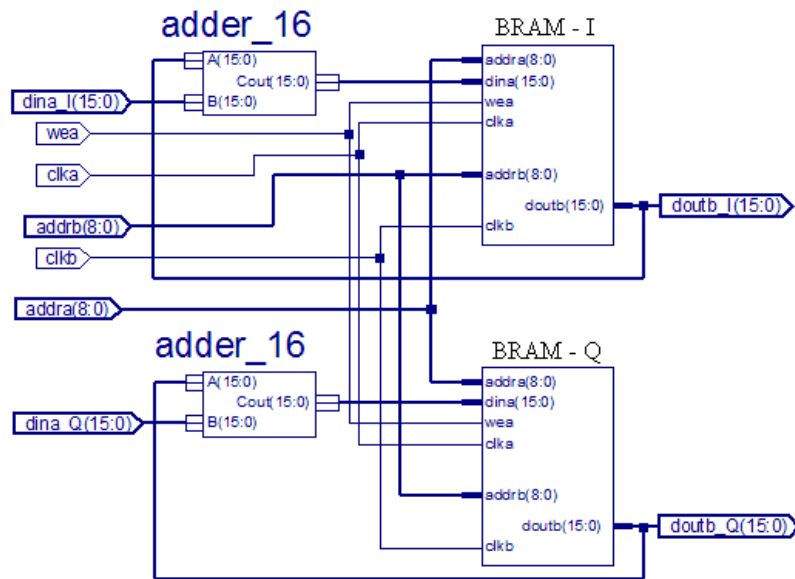 adder_16
BRAM - I
A(15:0)
Cout(15:0)
B(15:0)
addra(8:0)
dina(15:0)
wea
clka
addrb(8:0)
doutb(15:0)
clkb
dina_I(15:0)
wea
clka
addrb(8:0)
clkb
addra(8:0)
doutb_I(15:0)
adder_16
BRAM - Q
A(15:0)
Cout(15:0)
B(15:0)
addra(8:0)
dina(15:0)
wea
clka
addrb(8:0)
doutb(15:0)
clkb
dina_Q(15:0)
doutb_Q(15:0)